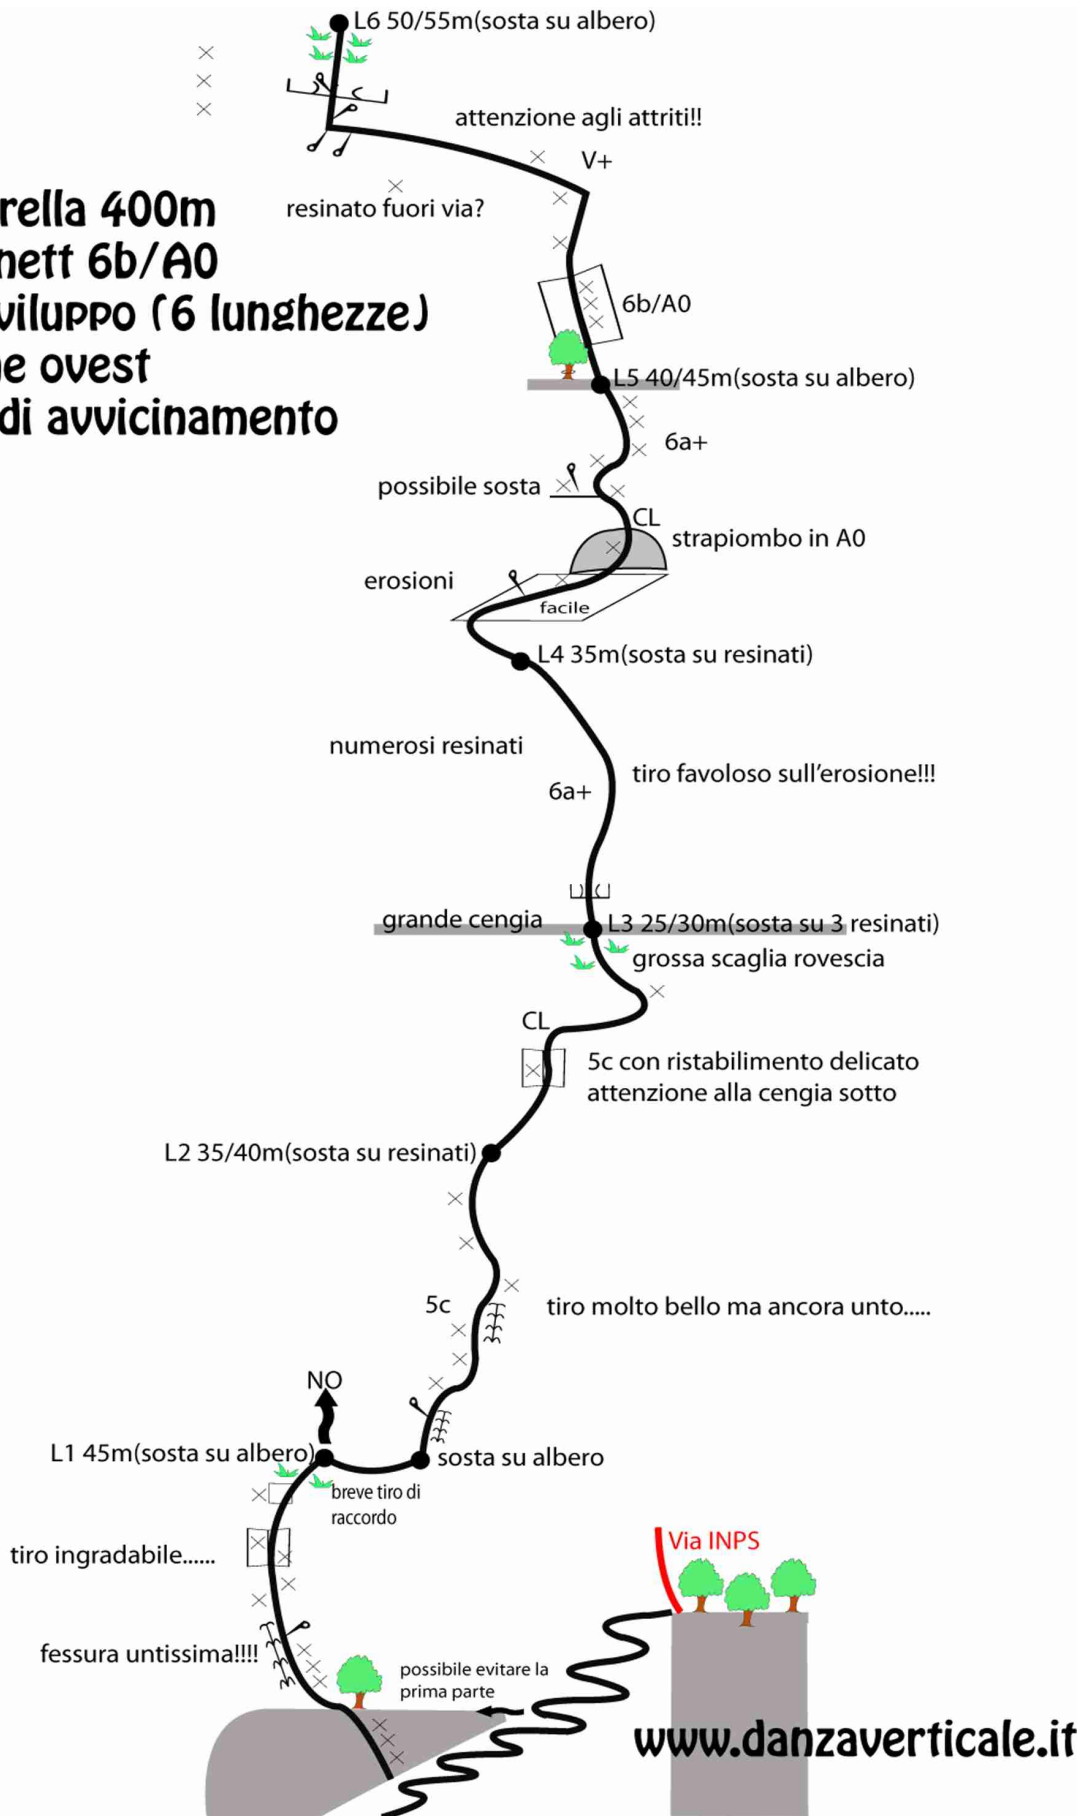 L6 50/55m(sosta su albero)
attenzione agli attriti!!
V+
resinato fuori via?
rella 400m
nett 6b/A0
viluppo (6 lunghezze)
e ovest
di avvicinamento
6b/A0
L5 40/45m(sosta su albero)
6a+
possibile sosta
CL
strapiombo in A0
erosioni
facile
L4 35m(sosta su resinati)
numerosi resinati
tiro favoloso sull'erosione!!!
6a+
grande cengia
L3 25/30m(sosta su 3 resinati)
grossa scaglia rovescia
CL
5c con ristabilimento delicato
attenzione alla cengia sotto
L2 35/40m(sosta su resinati)
5c
tiro molto bello ma ancora unto.....
NO
L1 45m(sosta su albero)
sosta su albero
breve tiro di
raccordo
tiro ingradabile......
Via INPS
fessura untissima!!!!
possibile evitare la
prima parte
www.danzaverticale.it